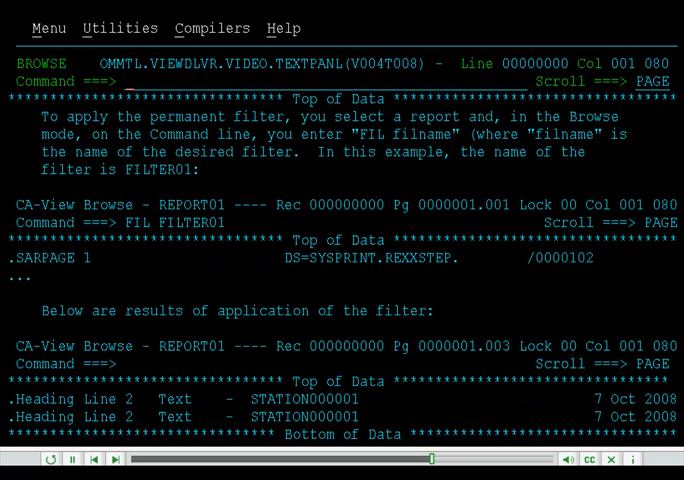 Menu Utilities Compilers Help
BROWSE OMMTL.VIEWDLVR.VIDEO.TEXTPANL(V004T008) - Line 00000000 Col 001 080
Command ===> Scroll ===> PAGE
********************************* Top of Data **********************************
To apply the permanent filter, you select a report and, in the Browse
mode, on the Command line, you enter "FIL filname" (where "filname" is
the name of the desired filter. In this example, the name of the
filter is FILTER01:
CA-View Browse - REPORT01 ---- Rec 000000000 Pg 0000001.001 Lock 00 Col 001 080
Command ===> FIL FILTER01 Scroll ===> PAGE
********************************* Top of Data **********************************
.SARPAGE 1 DS=SYSPRINT.REXXSTEP. /0000102
...
Below are results of application of the filter:
CA-View Browse - REPORT01 ---- Rec 000000000 Pg 0000001.003 Lock 00 Col 001 080
Command ===> Scroll ===> PAGE
********************************* Top of Data *********************************
.Heading Line 2 Text - STATION000001 7 Oct 2008
.Heading Line 2 Text - STATION000001 7 Oct 2008
******************************** Bottom of Data ********************************
CC